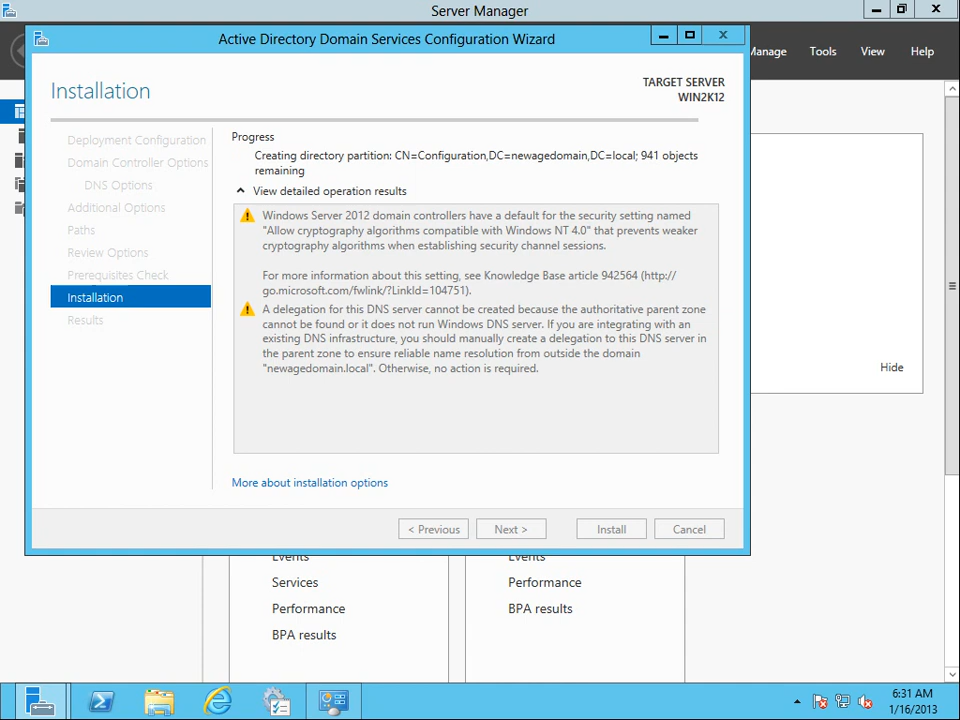 Server Manager
Manage Tools View Help
Active Directory Domain Services Configuration Wizard
Installation
TARGET SERVER
WIN2K12
Deployment Configuration
Domain Controller Options
DNS Options
Additional Options
Paths
Review Options
Prerequisites Check
Installation
Results
Progress
Creating directory partition: CN=Configuration,DC=newagedomain,DC=local; 941 objects
remaining
View detailed operation results
Windows Server 2012 domain controllers have a default for the security setting named
"Allow cryptography algorithms compatible with Windows NT 4.0" that prevents weaker
cryptography algorithms when establishing security channel sessions.
For more information about this setting, see Knowledge Base article 942564 (http://
go.microsoft.com/fwlink/?LinkId=104751).
A delegation for this DNS server cannot be created because the authoritative parent zone
cannot be found or it does not run Windows DNS server. If you are integrating with an
existing DNS infrastructure, you should manually create a delegation to this DNS server in
the parent zone to ensure reliable name resolution from outside the domain
"newagedomain.local". Otherwise, no action is required.
More about installation options
< Previous Next > Install Cancel
Hide
Events
Services
Performance
BPA results
Events
Performance
BPA results
6:31 AM
1/16/2013